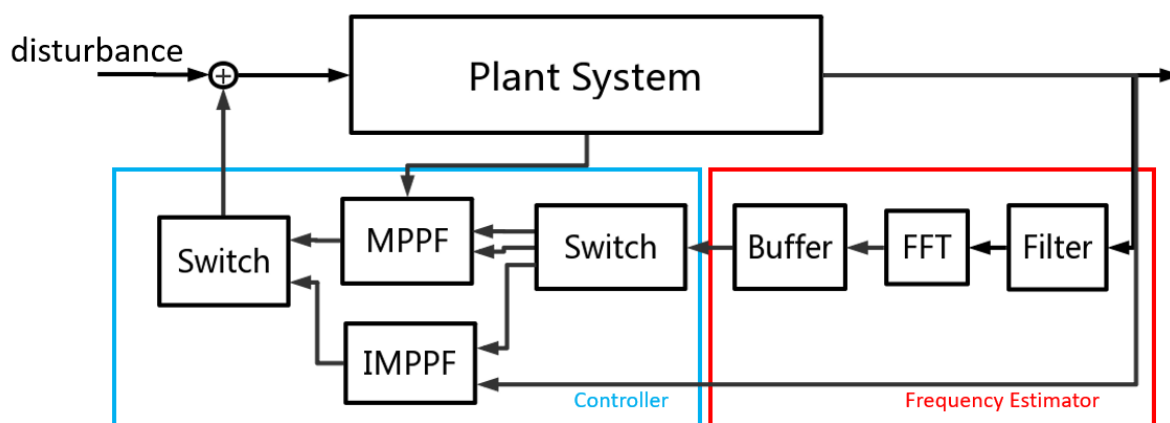 disturbance
+
Plant System
MPPF
Switch
Switch
Buffer
FFT
Filter
IMPPF
Controller
Frequency Estimator